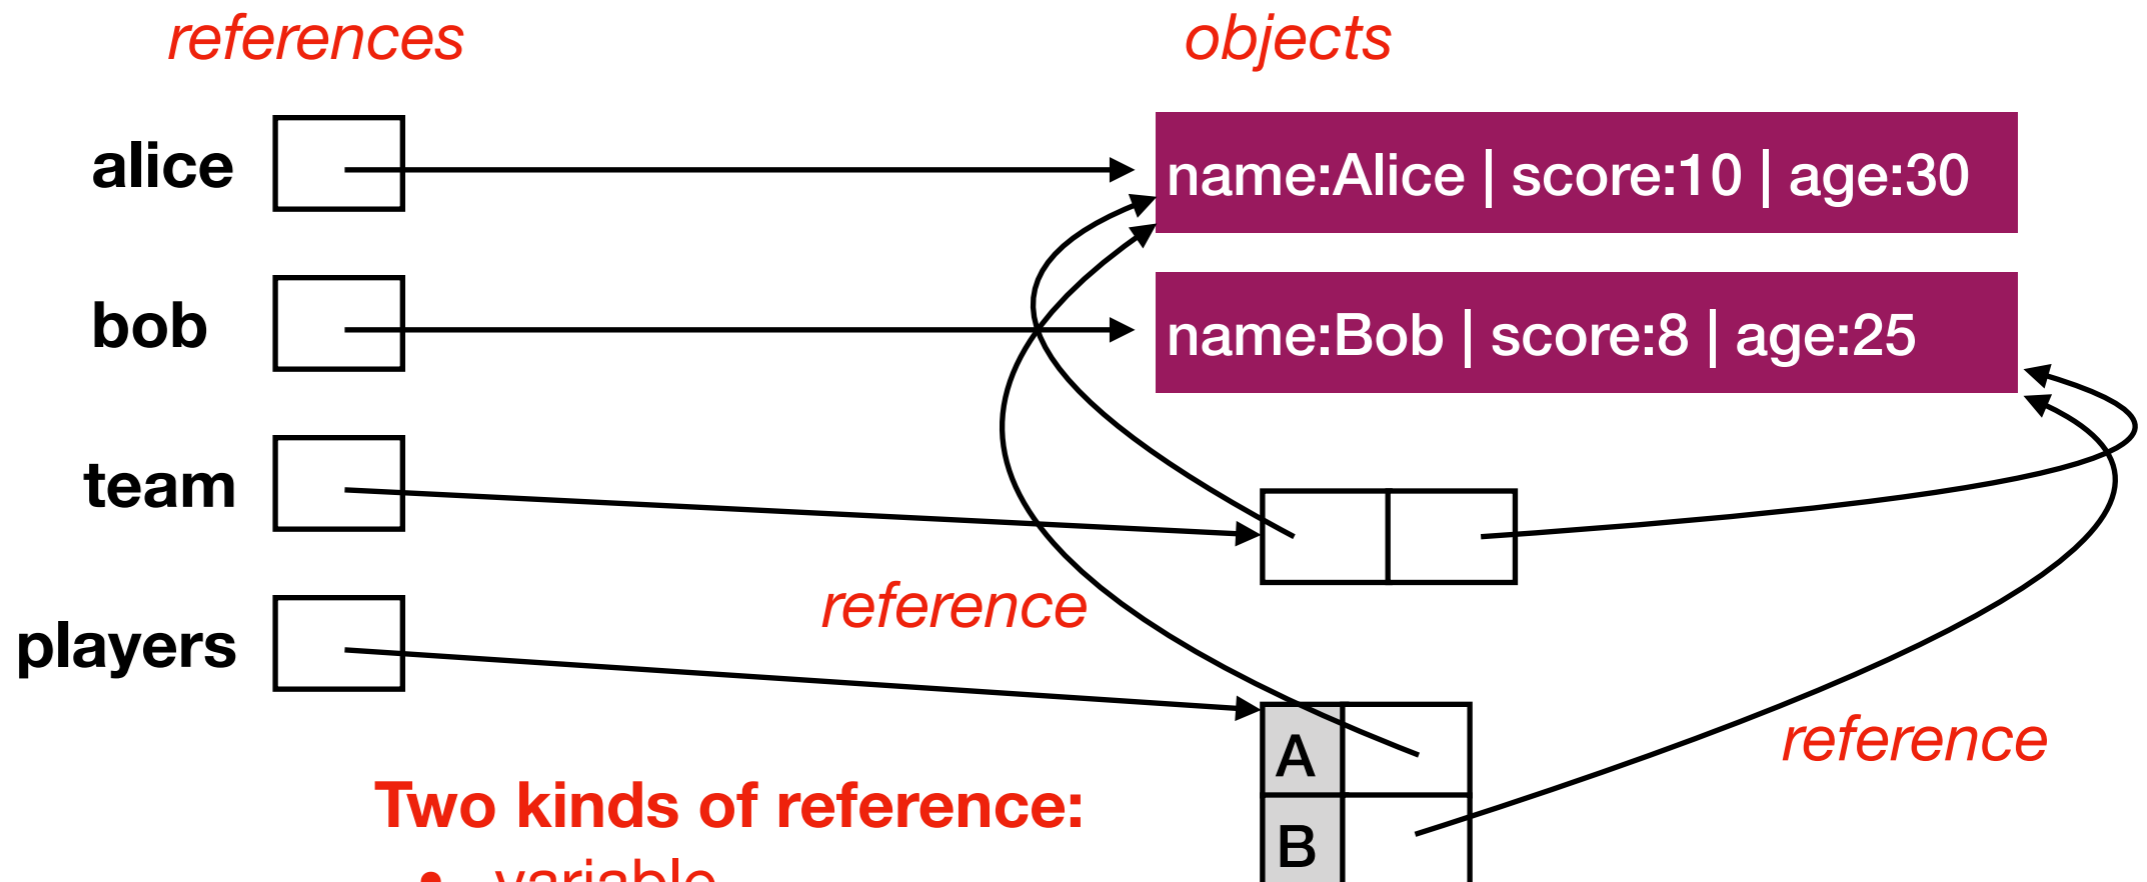 references
objects
alice
name:Alice | score:10 | age:30
bob
name:Bob | score:8 | age:25
team
reference
players
reference
A
Two kinds of reference:
B
• variable